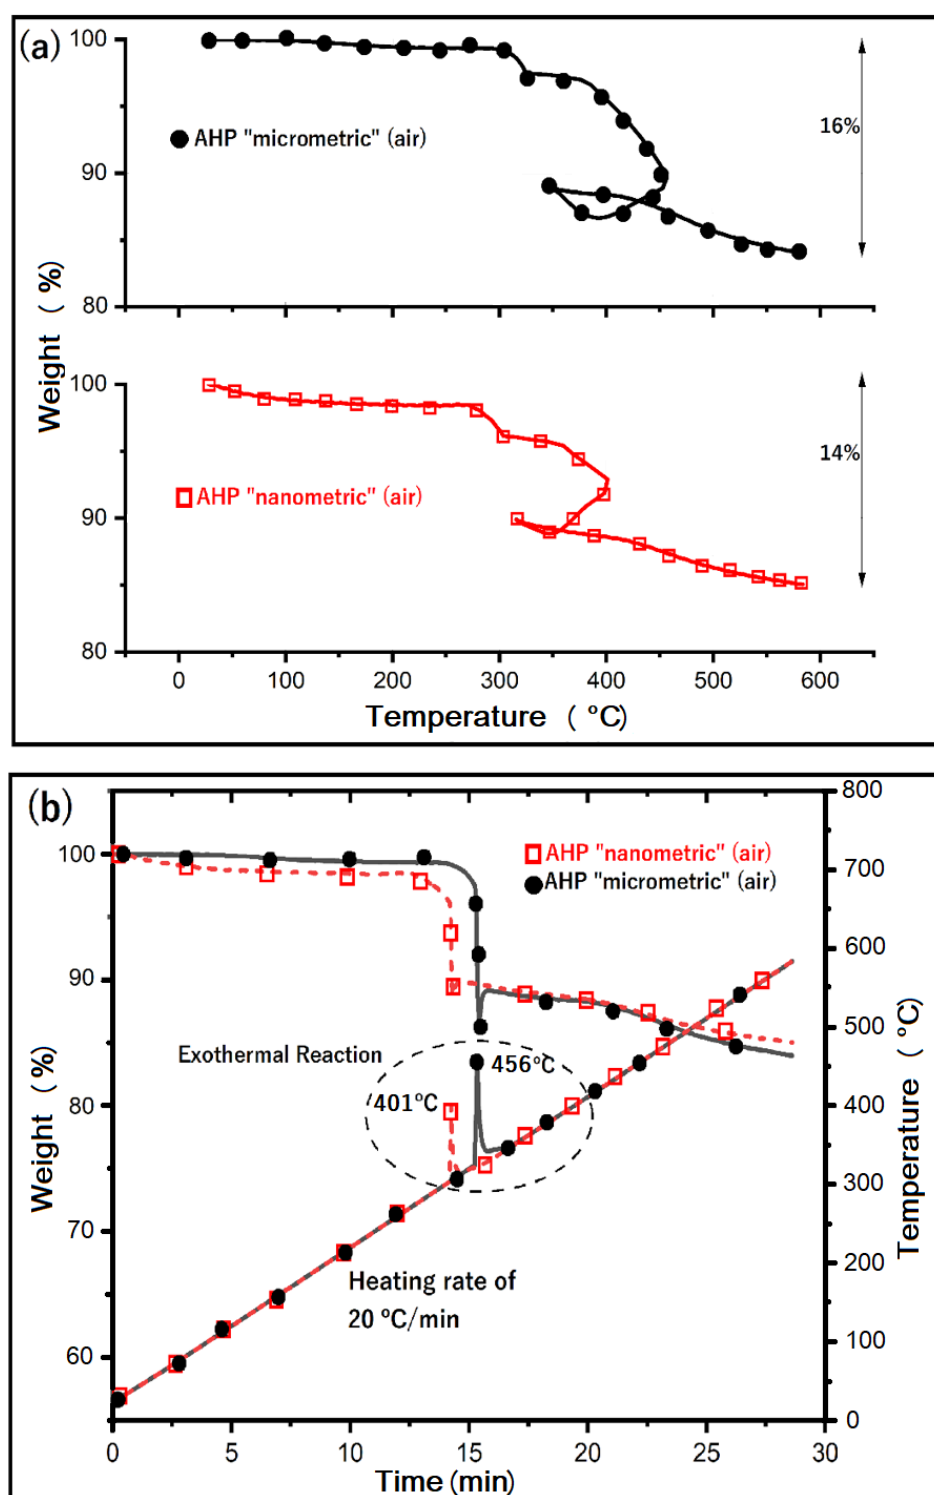 (a)
100
90
80
AHP "micrometric" (air)
16%
Weight ( %)
100
90
80
AHP "nanometric" (air)
14%
0 100 200 300 400 500 600
Temperature ( °C)
(b)
100
90
80
70
60
Weight ( %)
AHP "nanometric" (air)
AHP "micrometric" (air)
Exothermal Reaction
456°C
401°C
Heating rate of
20 °C/min
800
700
600
500
400
300
200
100
0
Temperature ( °C)
0 5 10 15 20 25 30
Time (min)